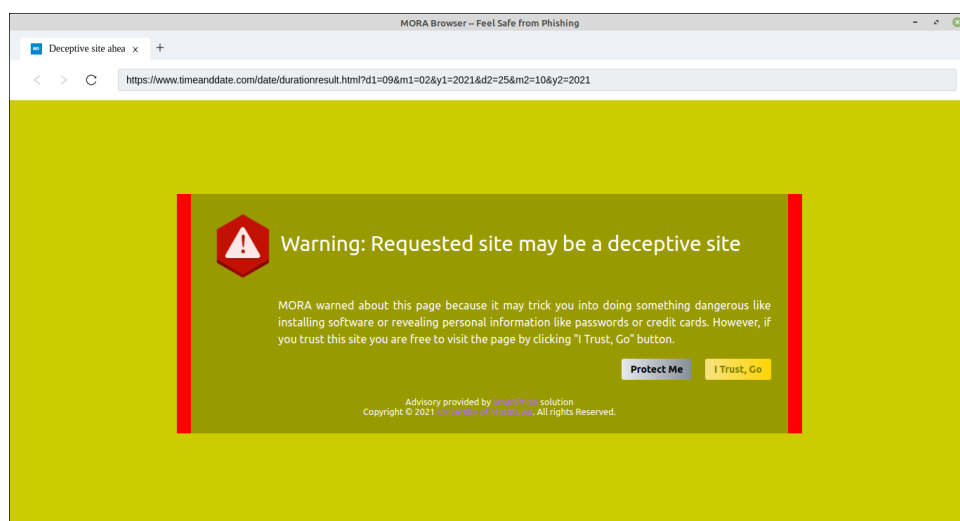 MORA Browser -- Feel Safe from Phishing
Deceptive site ahea x +
https://www.timeanddate.com/date/durationresult.html?d1=09&m1=02&y1=2021&d2=25&m2=10&y2=2021
Warning: Requested site may be a deceptive site
MORA warned about this page because it may trick you into doing something dangerous like
installing software or revealing personal information like passwords or credit cards. However, if
you trust this site you are free to visit the page by clicking "I Trust, Go" button.
Protect Me I Trust, Go
Advisory provided by solution
Copyright © 2021 University of Moratuwa. All rights Reserved.